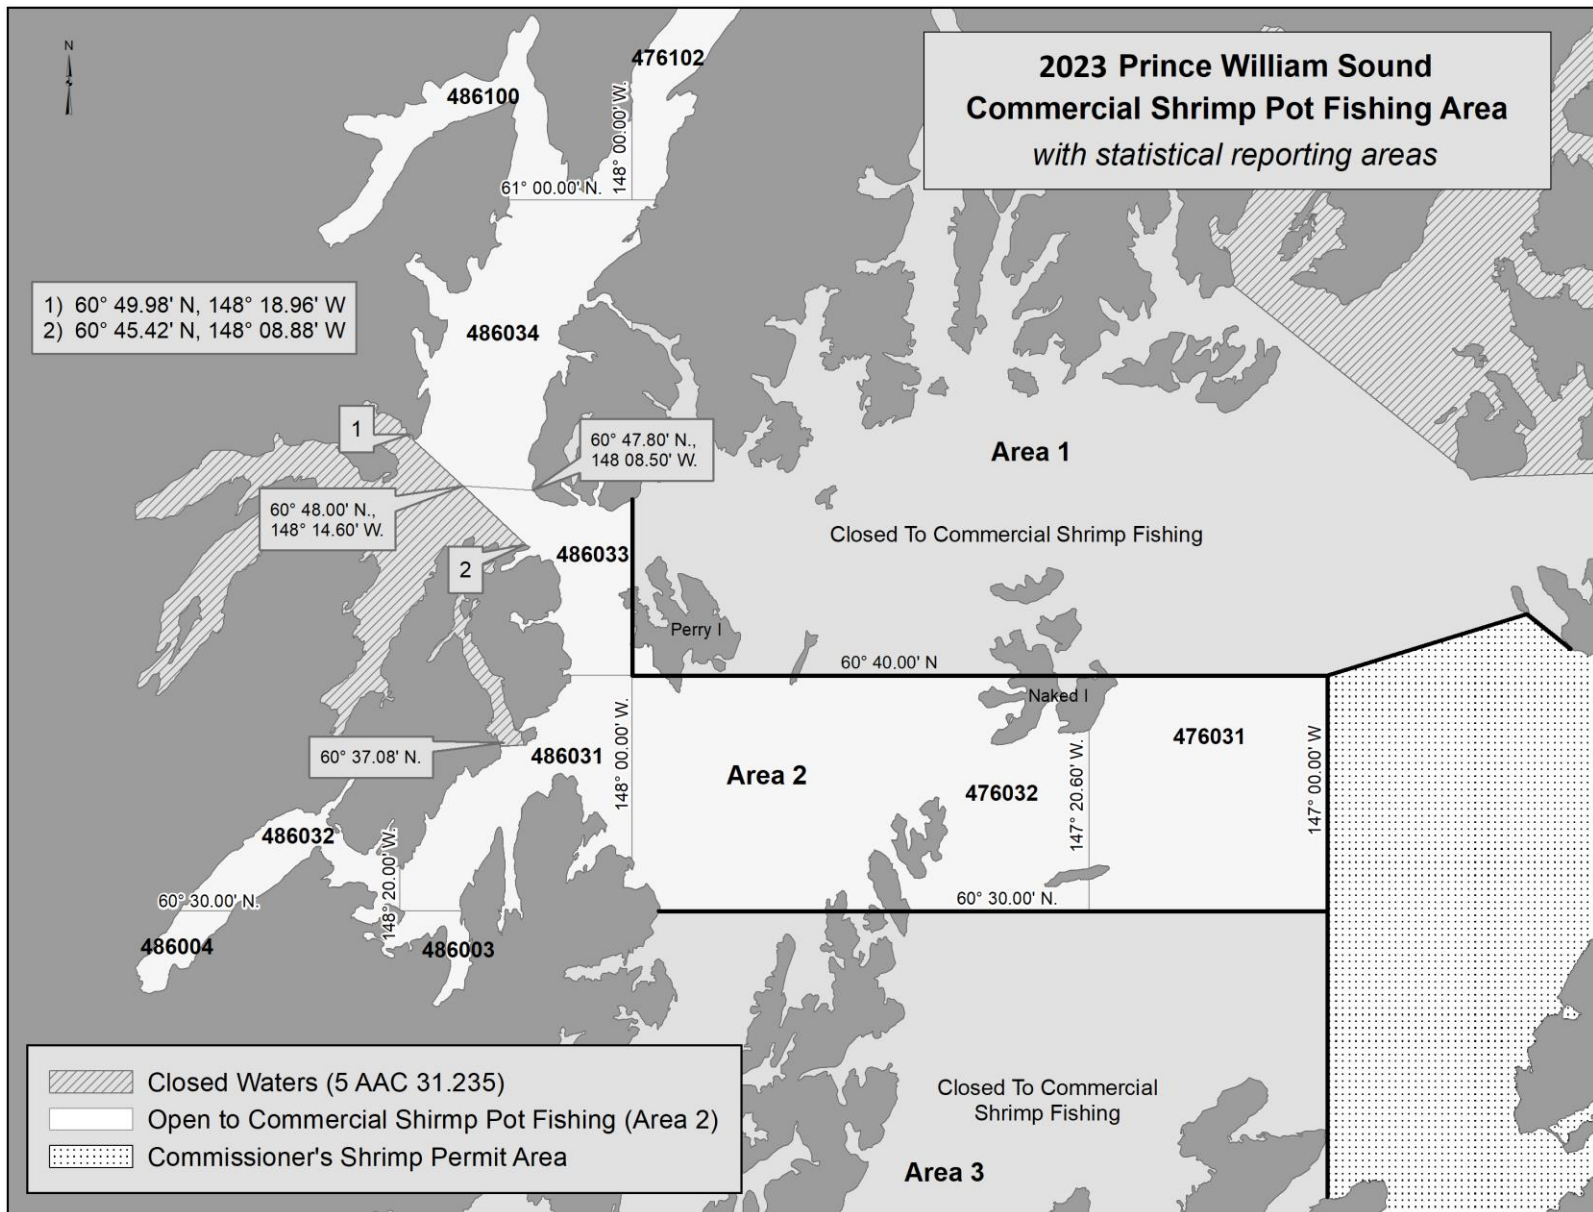 2023 Prince William Sound
Commercial Shrimp Pot Fishing Area
with statistical reporting areas
N
476102
486100
148° 00.00' W.
61° 00.00' N.
1) 60° 49.98' N, 148° 18.96' W
2) 60° 45.42' N, 148° 08.88' W
486034
1
60° 47.80' N.,
148 08.50' W.
Area 1
60° 48.00' N.,
148° 14.60' W.
Closed To Commercial Shrimp Fishing
486033
2
Perry I
60° 40.00' N
Naked I
148° 00.00' W.
60° 37.08' N.
486031
Area 2
476031
476032
147° 20.60' W.
147° 00.00' W
486032
148° 20.00' W.
60° 30.00' N.
60° 30.00' N.
486004
486003
Closed To Commercial
Shrimp Fishing
Area 3
Closed Waters (5 AAC 31.235)
Open to Commercial Shirmp Pot Fishing (Area 2)
Commissioner's Shrimp Permit Area